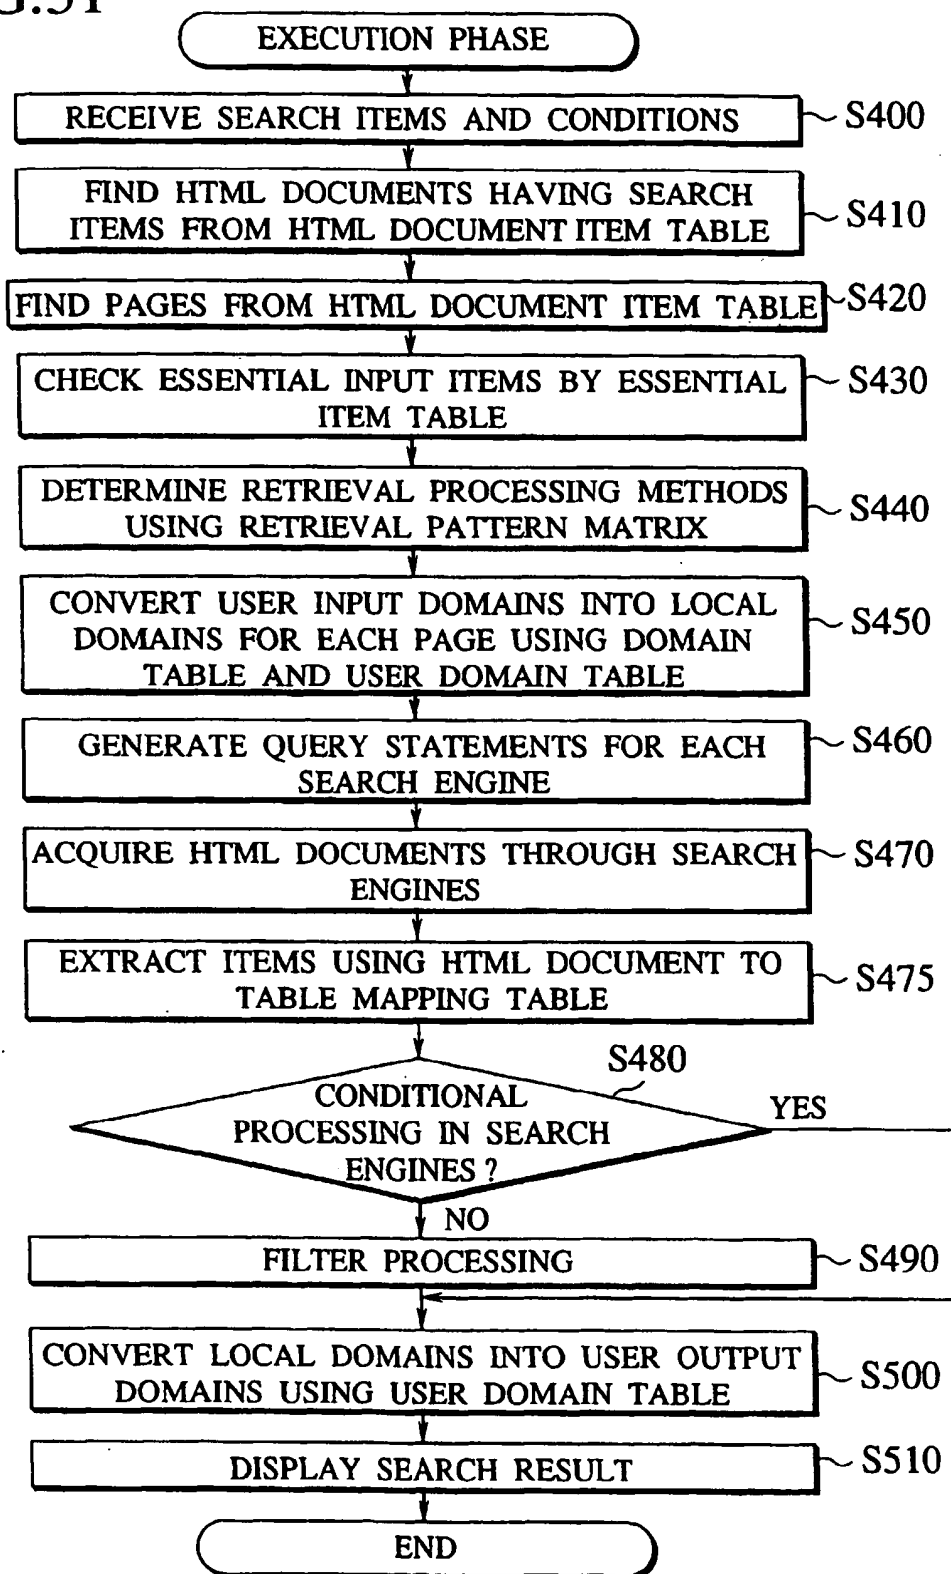 EXECUTION PHASE
RECEIVE SEARCH ITEMS AND CONDITIONS
S400
FIND HTML DOCUMENTS HAVING SEARCH
ITEMS FROM HTML DOCUMENT ITEM TABLE
S410
FIND PAGES FROM HTML DOCUMENT ITEM TABLE
S420
CHECK ESSENTIAL INPUT ITEMS BY ESSENTIAL
ITEM TABLE
S430
DETERMINE RETRIEVAL PROCESSING METHODS
USING RETRIEVAL PATTERN MATRIX
S440
CONVERT USER INPUT DOMAINS INTO LOCAL
DOMAINS FOR EACH PAGE USING DOMAIN
TABLE AND USER DOMAIN TABLE
S450
GENERATE QUERY STATEMENTS FOR EACH
SEARCH ENGINE
S460
ACQUIRE HTML DOCUMENTS THROUGH SEARCH
ENGINES
S470
EXTRACT ITEMS USING HTML DOCUMENT TO
TABLE MAPPING TABLE
S475
S480
CONDITIONAL
PROCESSING IN SEARCH
ENGINES ?
YES
NO
FILTER PROCESSING
S490
CONVERT LOCAL DOMAINS INTO USER OUTPUT
DOMAINS USING USER DOMAIN TABLE
S500
DISPLAY SEARCH RESULT
S510
END